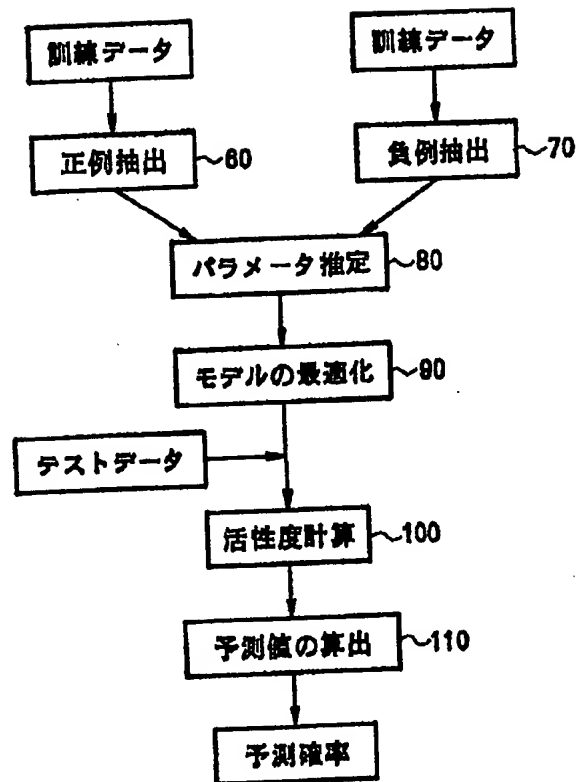 訓練データ
訓練データ
正例抽出
60
負例抽出
70
パラメータ推定
80
モデルの最適化
90
テストデータ
活性度計算
100
予測値の算出
110
予測確率